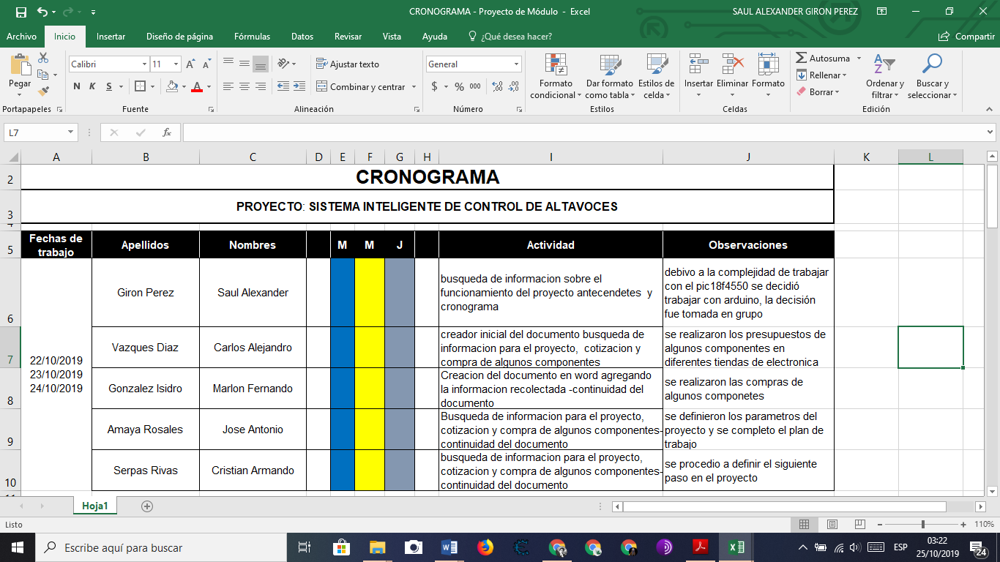 CRONOGRAMA - Proyecto de Módulo - Excel
SAUL ALEXANDER GIRON PEREZ
Archivo Inicio Insertar Diseño de página Fórmulas Datos Revisar Vista Ayuda ¿Qué desea hacer? Compartir
Pegar
Calibri 11
N K S A
Ajustar texto
Combinar y centrar
General
$ % 000
Formato condicional
Dar formato como tabla
Estilos de celda
Insertar Eliminar Formato
Autosuma
Rellenar
Borrar
Ordenar y filtrar
Buscar y seleccionar
Portapapeles Fuente Alineación Número Estilos Celdas Edición
L7 fx
A B C D E F G H I J K L
2 CRONOGRAMA
3 PROYECTO: SISTEMA INTELIGENTE DE CONTROL DE ALTAVOCES
4
5 Fechas de trabajo Apellidos Nombres M M J Actividad Observaciones
22/10/2019
23/10/2019
24/10/2019
6 Giron Perez Saul Alexander
busqueda de informacion sobre el
funcionamiento del proyecto antecendetes y
cronograma
debivo a la complejidad de trabajar
con el pic18f4550 se decidió
trabajar con arduino, la decisión
fue tomada en grupo
7 Vazques Diaz Carlos Alejandro
creador inicial del documento busqueda de
informacion para el proyecto, cotizacion y
compra de algunos componentes
se realizaron los presupuestos de
algunos componentes en
diferentes tiendas de electronica
8 Gonzalez Isidro Marlon Fernando
Creacion del documento en word agregando
la informacion recolectada -continuidad del
documento
se realizaron las compras de
algunos componetes
9 Amaya Rosales Jose Antonio
Busqueda de informacion para el proyecto,
cotizacion y compra de algunos componentes-
continuidad del documento
se definieron los parametros del
proyecto y se completo el plan de
trabajo
10 Serpas Rivas Cristian Armando
busqueda de informacion para el proyecto,
cotizacion y compra de algunos componentes-
continuidad del documento
se procedio a definir el siguiente
paso en el proyecto
Hoja1
Listo
110%
Escribe aquí para buscar
ESP
03:22
25/10/2019
24